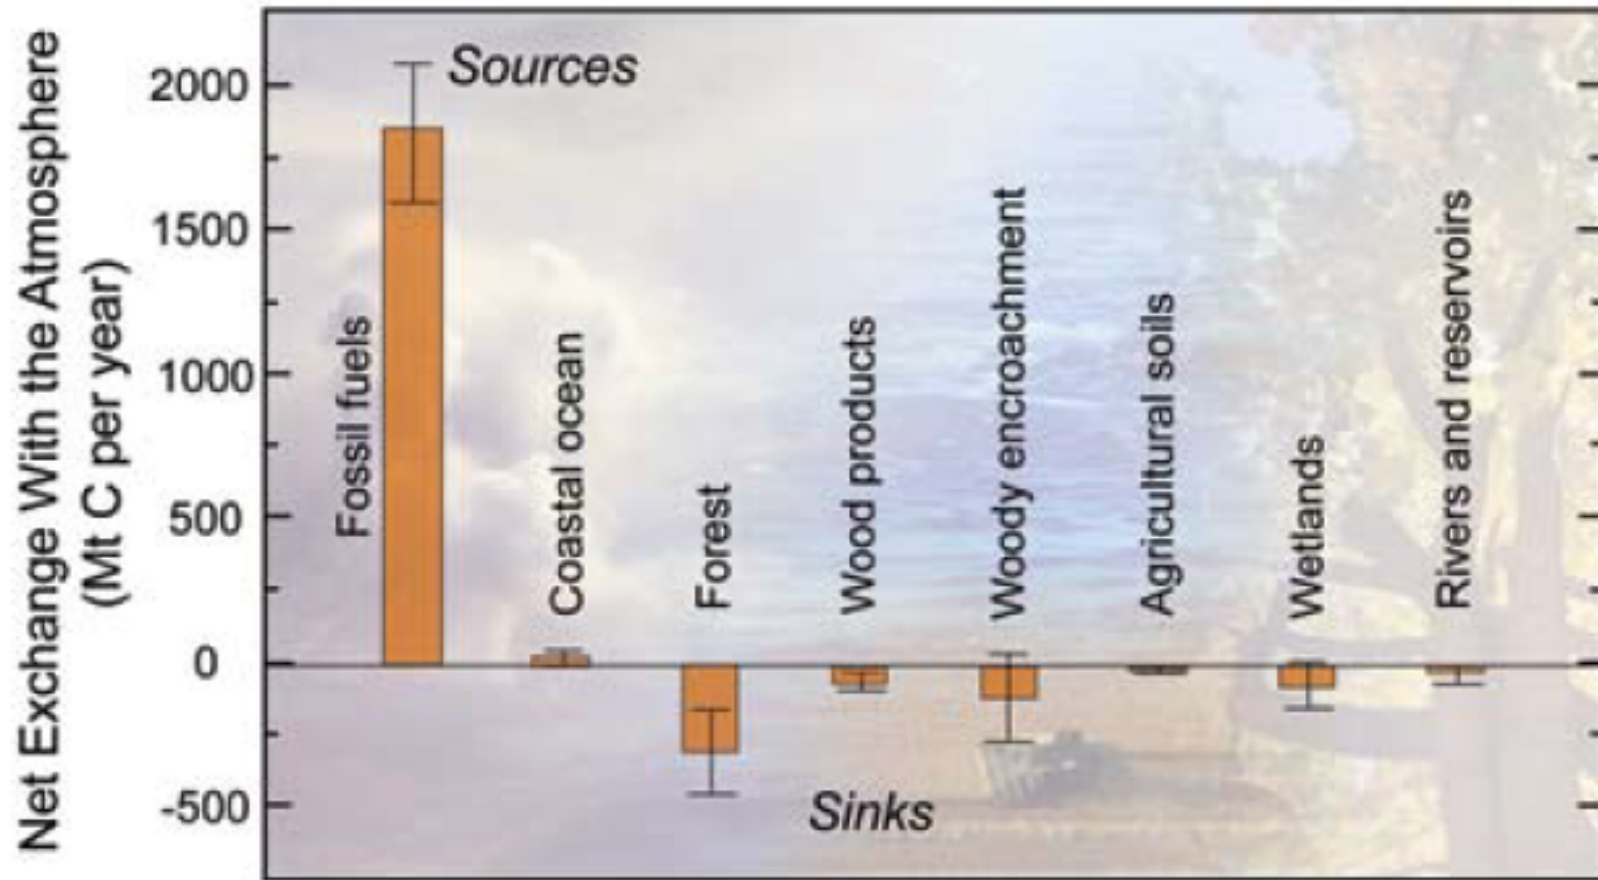 Net Exchange With the Atmosphere
(Mt C per year)
2000
1500
1000
500
0
-500
Sources
Fossil fuels
Coastal ocean
Forest
Wood products
Woody encroachment
Agricultural soils
Wetlands
Rivers and reservoirs
Sinks